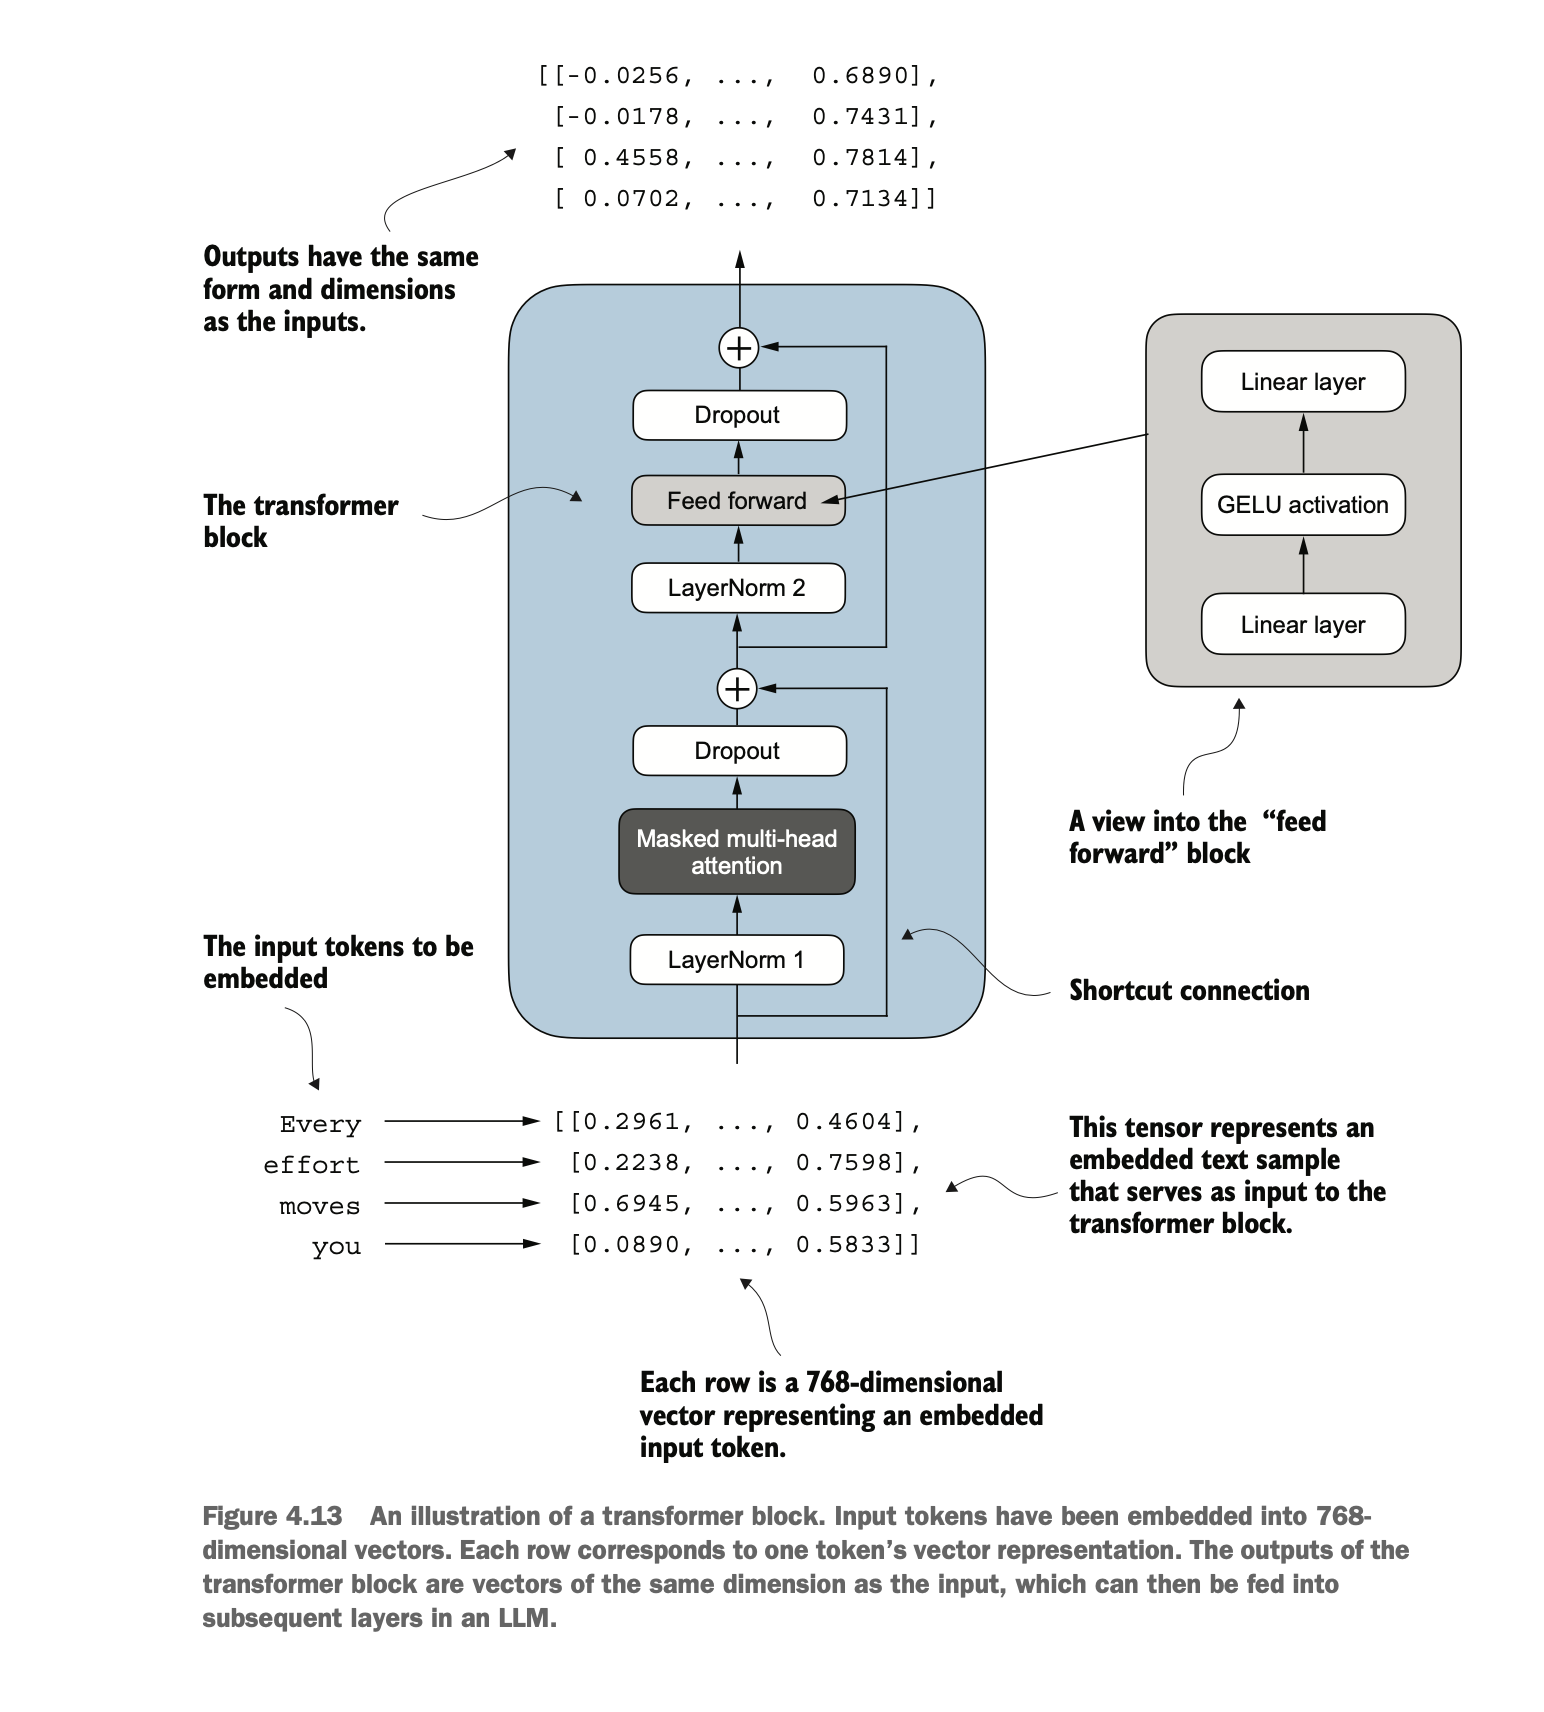 [[-0.0256, ...,  0.6890],
[-0.0178, ...,  0.7431],
[ 0.4558, ...,  0.7814],
[ 0.0702, ...,  0.7134]]
Outputs have the same
form and dimensions
as the inputs.
+
Dropout
Feed forward
LayerNorm 2
+
Dropout
Masked multi-head
attention
LayerNorm 1
Linear layer
GELU activation
Linear layer
The transformer
block
A view into the “feed
forward” block
The input tokens to be
embedded
Shortcut connection
Every [[0.2961, ..., 0.4604],
effort [0.2238, ..., 0.7598],
moves [0.6945, ..., 0.5963],
you [0.0890, ..., 0.5833]]
This tensor represents an
embedded text sample
that serves as input to the
transformer block.
Each row is a 768-dimensional
vector representing an embedded
input token.
Figure 4.13 An illustration of a transformer block. Input tokens have been embedded into 768-
dimensional vectors. Each row corresponds to one token’s vector representation. The outputs of the
transformer block are vectors of the same dimension as the input, which can then be fed into
subsequent layers in an LLM.